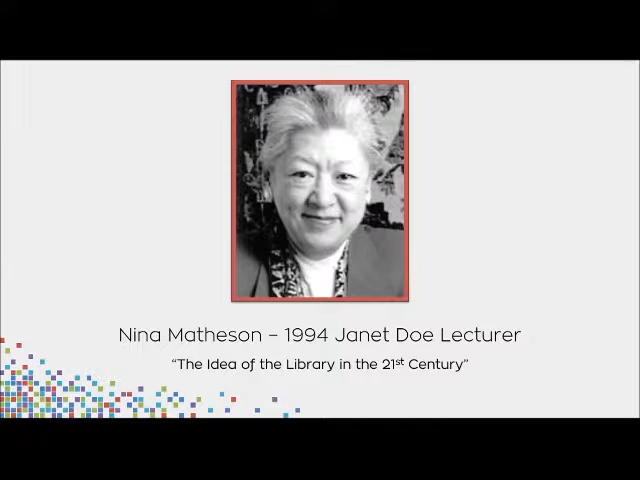 Nina Matheson – 1994 Janet Doe Lecturer
“The Idea of the Library in the 21st Century”